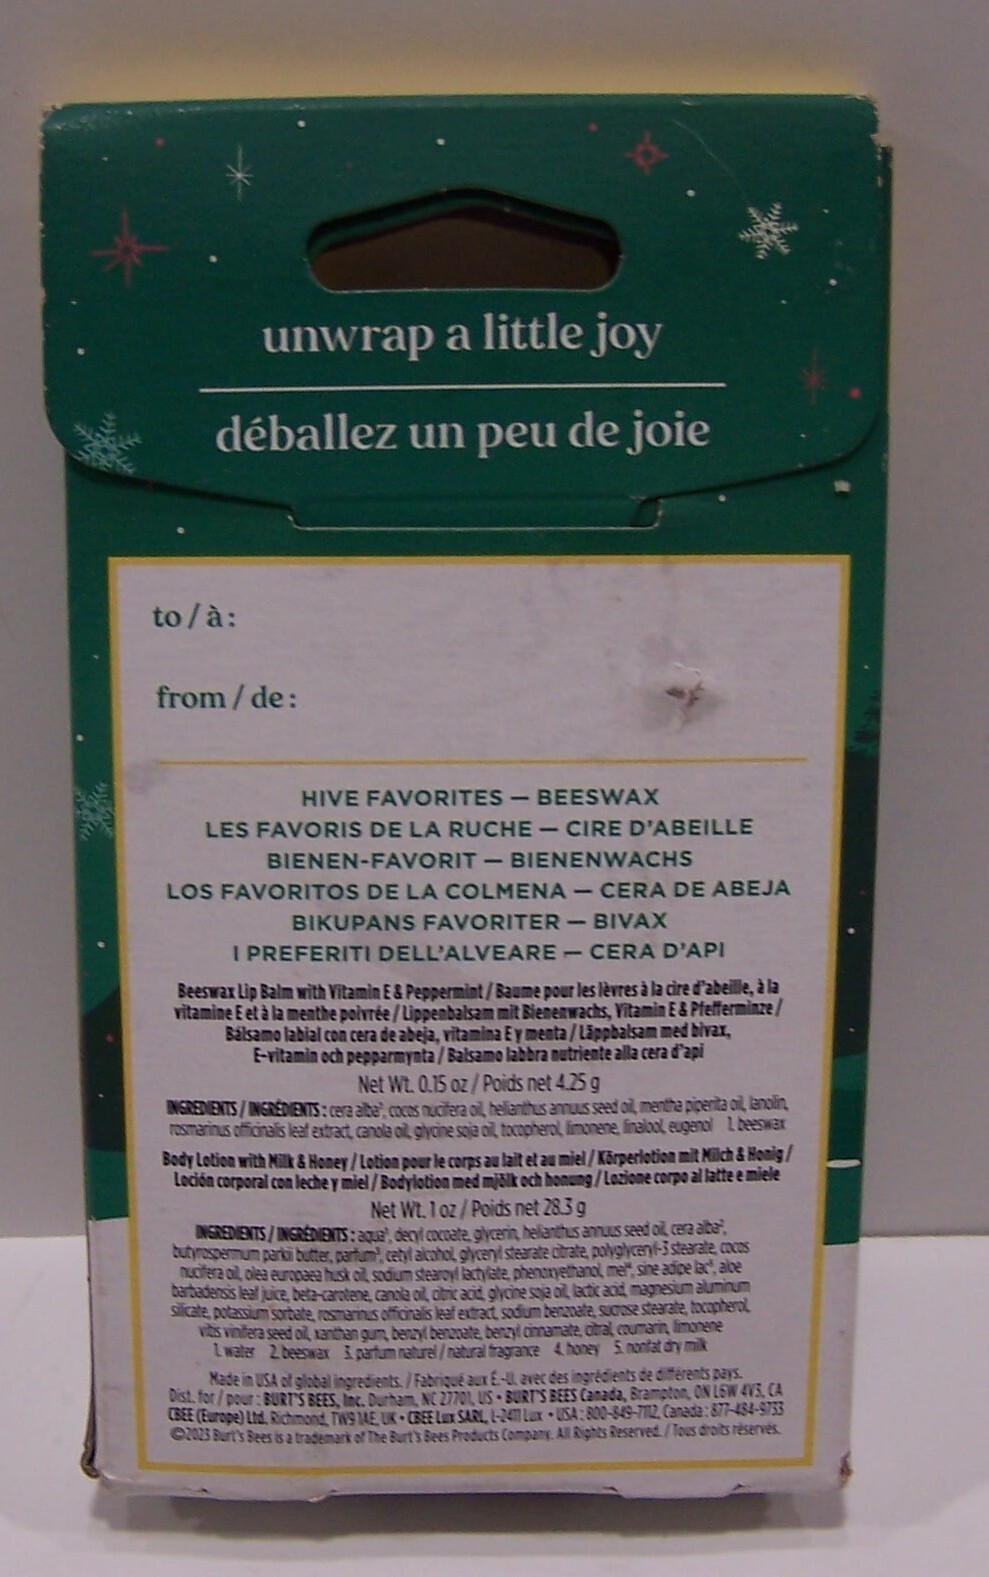 unwrap a little joy
déballez un peu de joie
to / à :
from / de :
HIVE FAVORITES — BEESWAX
LES FAVORIS DE LA RUCHE — CIRE D'ABEILLE
BIENEN-FAVORIT — BIENENWACHS
LOS FAVORITOS DE LA COLMENA — CERA DE ABEJA
BIKUPANS FAVORITER — BIVAX
I PREFERITI DELL'ALVEARE — CERA D'API
Beeswax Lip Balm with Vitamin E & Peppermint / Baume pour les lèvres à la cire d'abeille, à la
vitamine E et à la menthe poivrée / Lippenbalsam mit Bienenwachs, Vitamin E & Pfefferminze /
Bálsamo labial con cera de abeja, vitamina E y menta / Läppbalsam med bivax,
E-vitamin och pepparmynta / Balsamo labbra nutriente alla cera d'api
Net Wt. 0.15 oz / Poids net 4.25 g
INGREDIENTS / INGRÉDIENTS : cera alba¹, cocos nucifera oil, helianthus annuus seed oil, mentha piperita oil, lanolin,
rosmarinus officinalis leaf extract, canola oil, glycine soja oil, tocopherol, limonene, linalool, eugenol 1. beeswax
Body Lotion with Milk & Honey / Lotion pour le corps au lait et au miel / Körperlotion mit Milch & Honig /
Loción corporal con leche y miel / Bodylotion med mjölk och honung / Lozione corpo al latte e miele
Net Wt. 1 oz / Poids net 28.3 g
INGREDIENTS / INGRÉDIENTS : aqua¹, decyl cocoate, glycerin, helianthus annuus seed oil, cera alba²,
butyrospermum parkii butter, parfum³, cetyl alcohol, glyceryl stearate citrate, polyglyceryl-3 stearate, cocos
nucifera oil, olea europaea husk oil, sodium stearoyl lactylate, phenoxyethanol, mel⁴, sine adipe lac⁵, aloe
barbadensis leaf juice, beta-carotene, canola oil, citric acid, glycine soja oil, lactic acid, magnesium aluminum
silicate, potassium sorbate, rosmarinus officinalis leaf extract, sodium benzoate, sucrose stearate, tocopherol,
vitis vinifera seed oil, xanthan gum, benzyl benzoate, benzyl cinnamate, citral, coumarin, limonene
1. water 2. beeswax 3. parfum naturel / natural fragrance 4. honey 5. nonfat dry milk
Made in USA of global ingredients. / Fabriqué aux É.-U. avec des ingrédients de différents pays.
Dist. for / pour : BURT'S BEES, Inc. Durham, NC 27701, US • BURT'S BEES Canada, Brampton, ON L6W 4V3, CA
CBEE (Europe) Ltd. Richmond, TW9 1AE, UK • CBEE Lux SARL, L-2411 Lux • USA : 800-849-7112, Canada : 877-484-9733
©2023 Burt's Bees is a trademark of The Burt's Bees Products Company. All Rights Reserved. / Tous droits réservés.